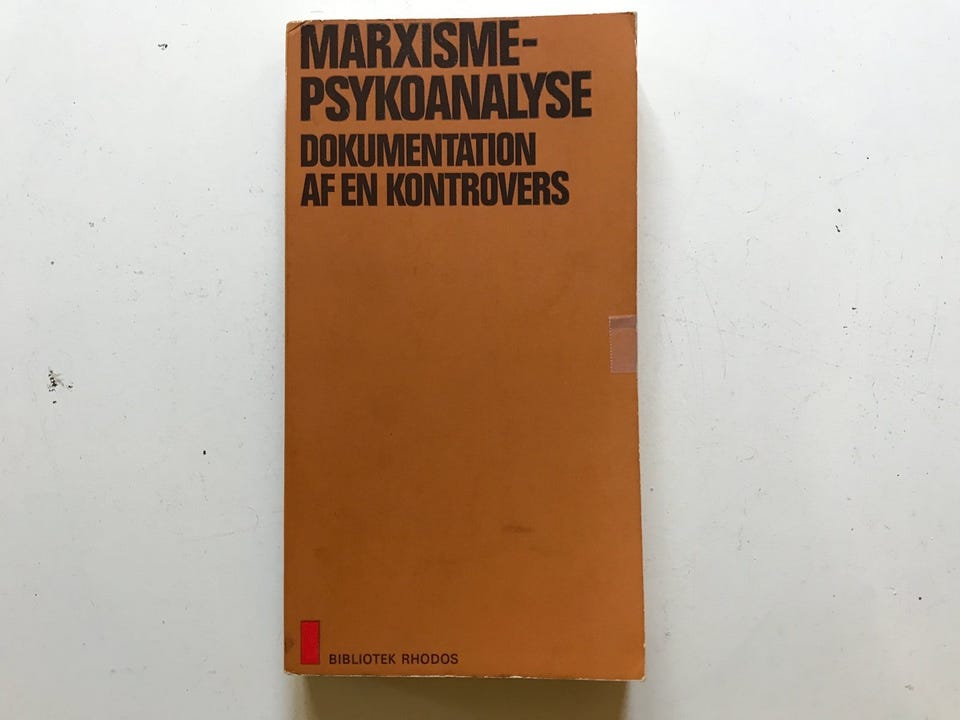 MARXISME-
PSYKOANALYSE
DOKUMENTATION
AF EN KONTROVERS
BIBLIOTEK RHODOS